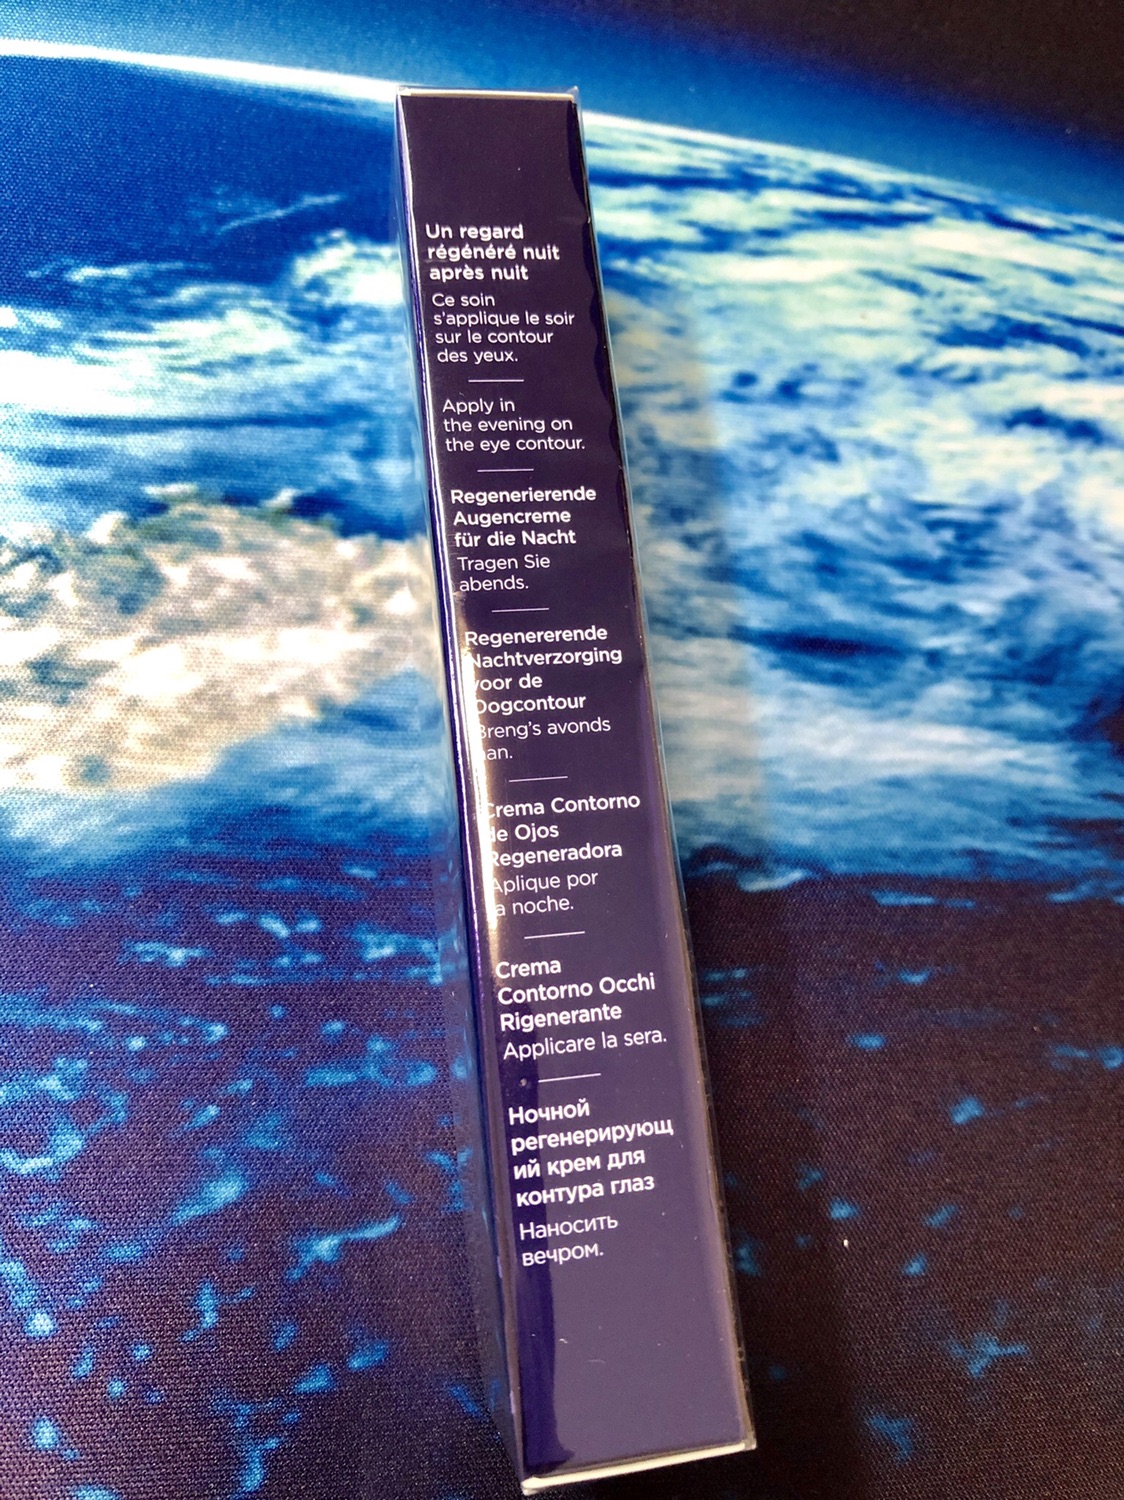 Un regard
régénéré nuit
après nuit
Ce soin
s'applique le soir
sur le contour
des yeux.
Apply in
the evening on
the eye contour.
Regenerierende
Augencreme
für die Nacht
Tragen Sie
abends.
Regenererende
Nachtverzorging
voor de
Oogcontour
Breng's avonds
aan.
Crema Contorno
de Ojos
Regeneradora
Aplique por
la noche.
Crema
Contorno Occhi
Rigenerante
Applicare la sera.
Ночной
регенерирующ
ий крем для
контура глаз
Наносить
вечром.